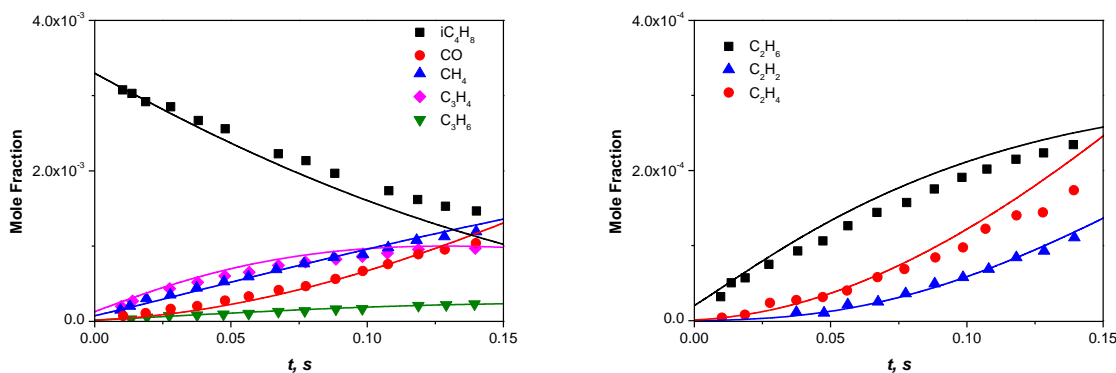 4.0x10⁻³
2.0x10⁻³
0.0
Mole Fraction
0.00
0.05
0.10
0.15
t, s
iC₄H₈
CO
CH₄
C₃H₄
C₃H₆
4.0x10⁻⁴
2.0x10⁻⁴
0.0
Mole Fraction
0.00
0.05
0.10
0.15
t, s
C₂H₆
C₂H₂
C₂H₄